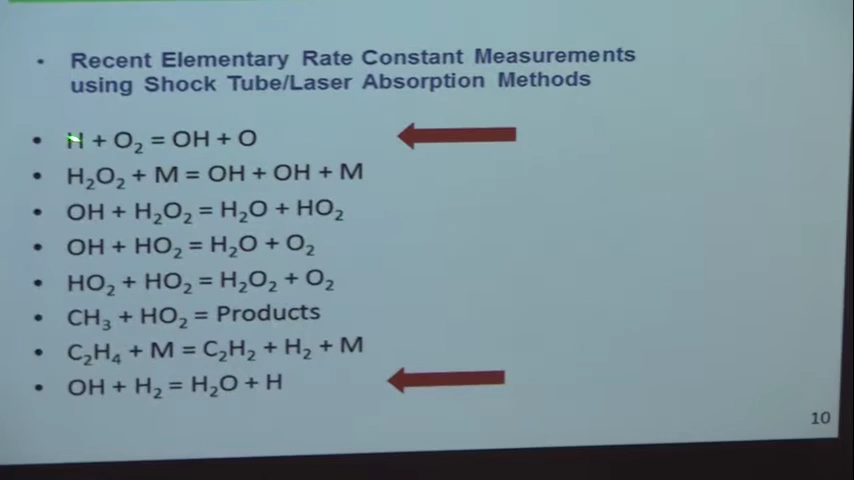 • Recent Elementary Rate Constant Measurements
using Shock Tube/Laser Absorption Methods
• H + O₂ = OH + O
• H₂O₂ + M = OH + OH + M
• OH + H₂O₂ = H₂O + HO₂
• OH + HO₂ = H₂O + O₂
• HO₂ + HO₂ = H₂O₂ + O₂
• CH₃ + HO₂ = Products
• C₂H₄ + M = C₂H₂ + H₂ + M
• OH + H₂ = H₂O + H
10